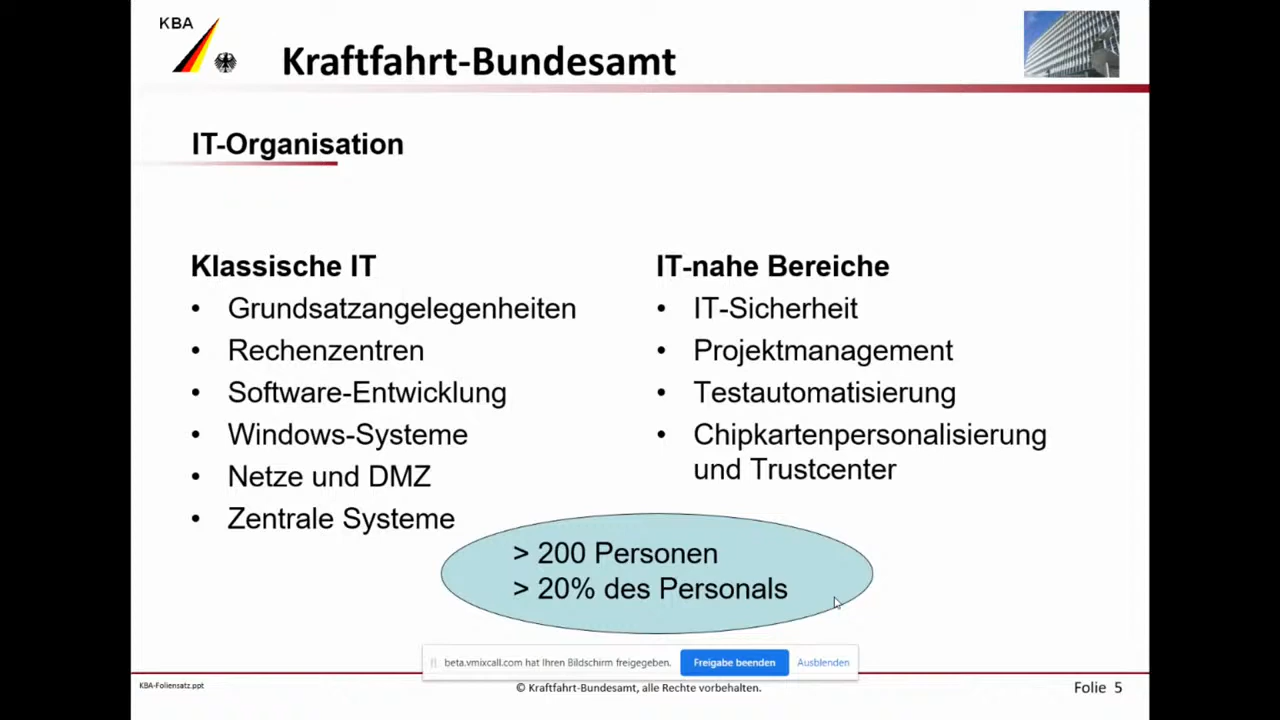 KBA
Kraftfahrt-Bundesamt
IT-Organisation
Klassische IT
• Grundsatzangelegenheiten
• Rechenzentren
• Software-Entwicklung
• Windows-Systeme
• Netze und DMZ
• Zentrale Systeme
IT-nahe Bereiche
• IT-Sicherheit
• Projektmanagement
• Testautomatisierung
• Chipkartenpersonalisierung
und Trustcenter
> 200 Personen
> 20% des Personals
beta.vmixcall.com hat Ihren Bildschirm freigegeben.
Freigabe beenden
Ausblenden
KBA-Foliensatz.ppt
© Kraftfahrt-Bundesamt, alle Rechte vorbehalten.
Folie 5